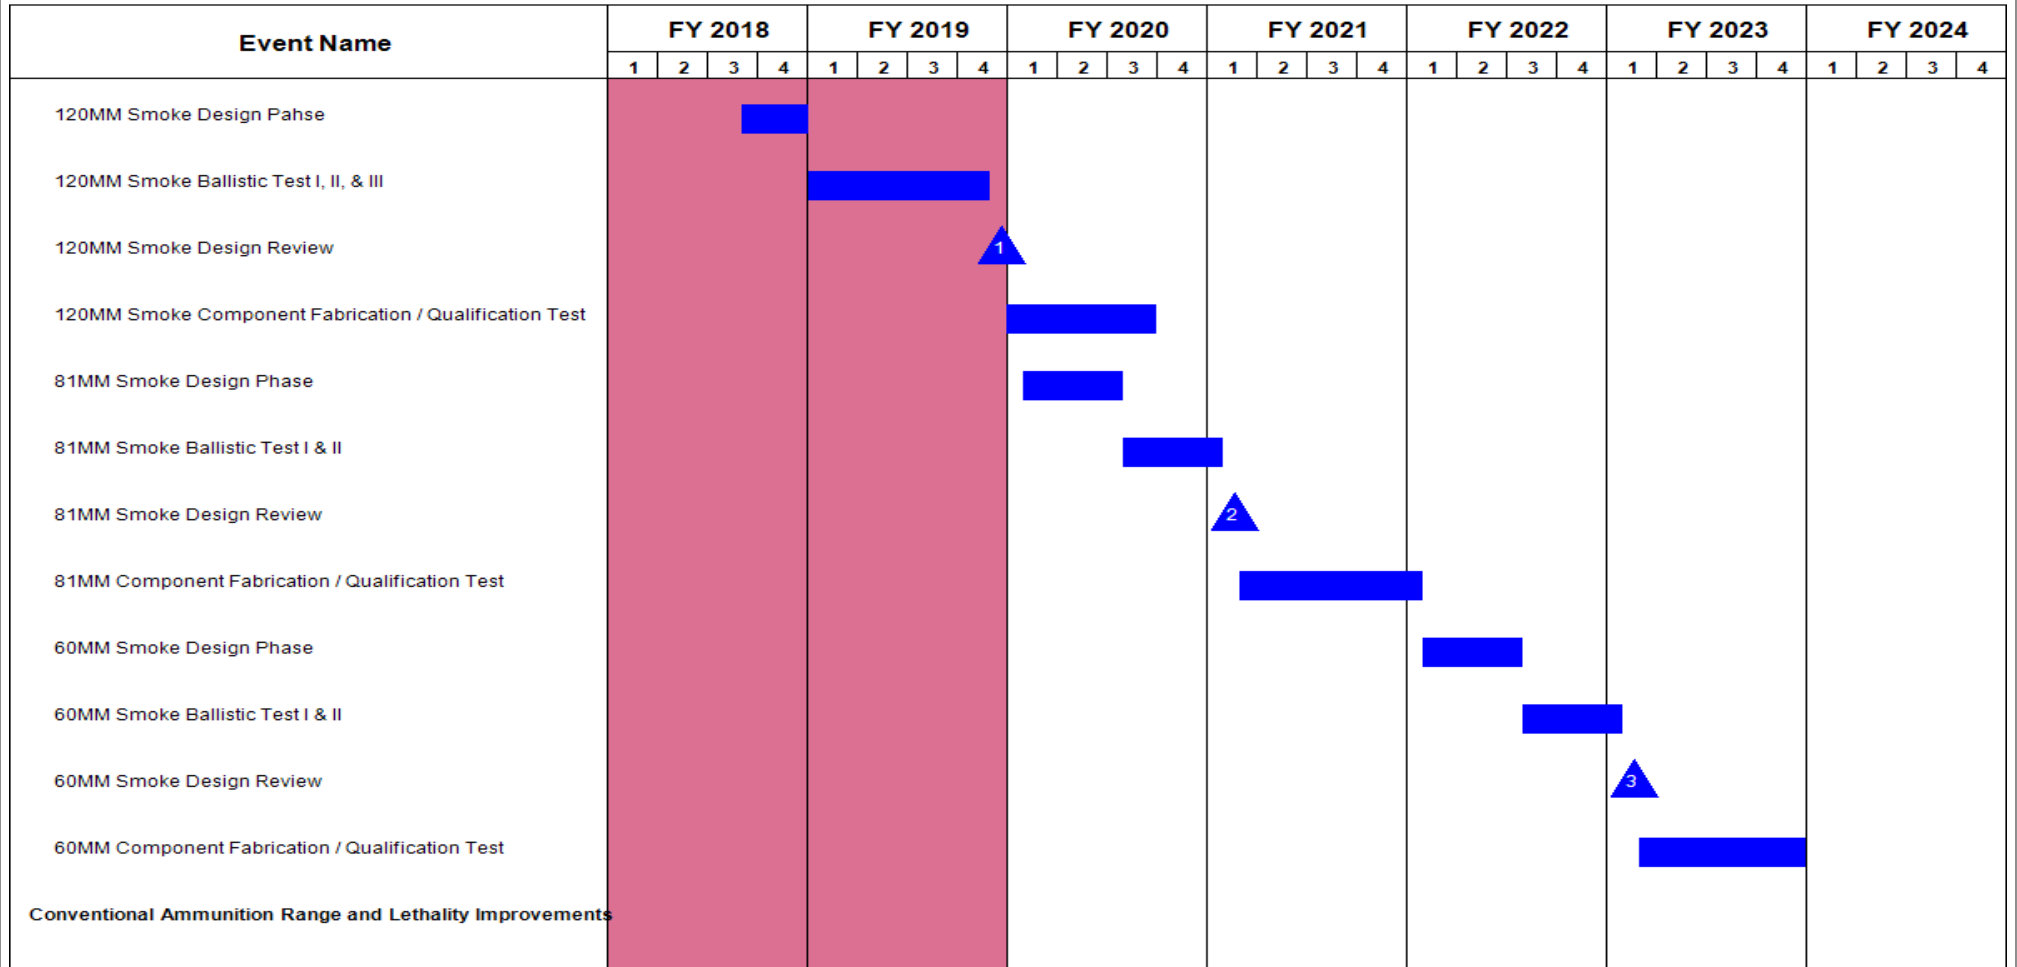 Event Name
FY 2018 FY 2019 FY 2020 FY 2021 FY 2022 FY 2023 FY 2024
1 2 3 4 1 2 3 4 1 2 3 4 1 2 3 4 1 2 3 4 1 2 3 4 1 2 3 4
120MM Smoke Design Pahse
120MM Smoke Ballistic Test I, II, & III
120MM Smoke Design Review
1
120MM Smoke Component Fabrication / Qualification Test
81MM Smoke Design Phase
81MM Smoke Ballistic Test I & II
81MM Smoke Design Review
2
81MM Component Fabrication / Qualification Test
60MM Smoke Design Phase
60MM Smoke Ballistic Test I & II
60MM Smoke Design Review
3
60MM Component Fabrication / Qualification Test
Conventional Ammunition Range and Lethality Improvements